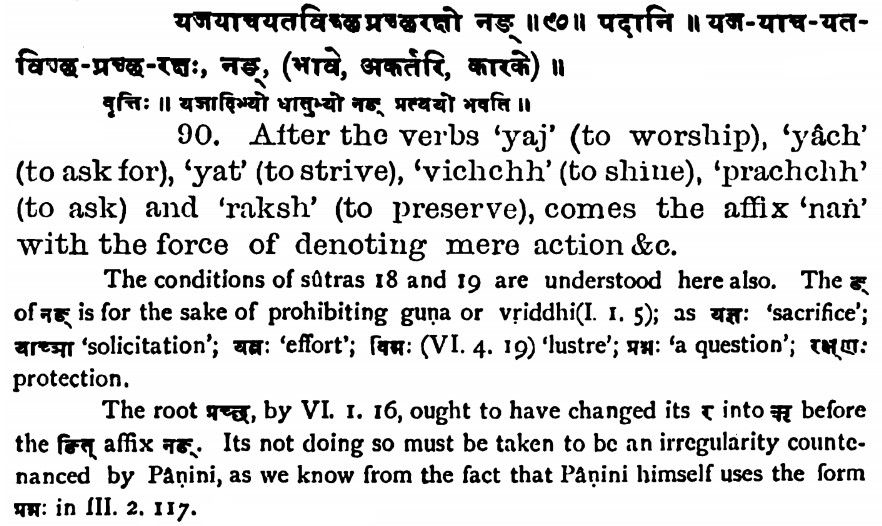 यजयाचयतविच्छप्रच्छरक्षो नङ् ॥९०॥ पदानि ॥ यज-याच-यत-
विच्छ-प्रच्छ-रक्षः, नङ्, (भावे, अकर्तरि, कारके) ॥
वृत्तिः ॥ यजादिभ्यो धातुभ्यो नङ् प्रत्ययो भवति ॥
90. After the verbs ‘yaj’ (to worship), ‘yâch’
(to ask for), ‘yat’ (to strive), ‘vichchh’ (to shine), ‘prachchh’
(to ask) and ‘raksh’ (to preserve), comes the affix ‘naṅ’
with the force of denoting mere action &c.
The conditions of sûtras 18 and 19 are understood here also. The ङ्
of नङ् is for the sake of prohibiting guṇa or vṛiddhi(I. 1. 5); as यज्ञः ‘sacrifice’;
याच्ञा ‘solicitation’; यत्नः ‘effort’; विश्नः (VI. 4. 19) ‘lustre’; प्रश्नः ‘a question’; रक्ष्णः
protection.
The root प्रच्छ्, by VI. 1. 16, ought to have changed its र into ऋ before
the ङित् affix नङ्. Its not doing so must be taken to be an irregularity counte-
nanced by Pâṇini, as we know from the fact that Pâṇini himself uses the form
प्रश्नः in III. 2. 117.